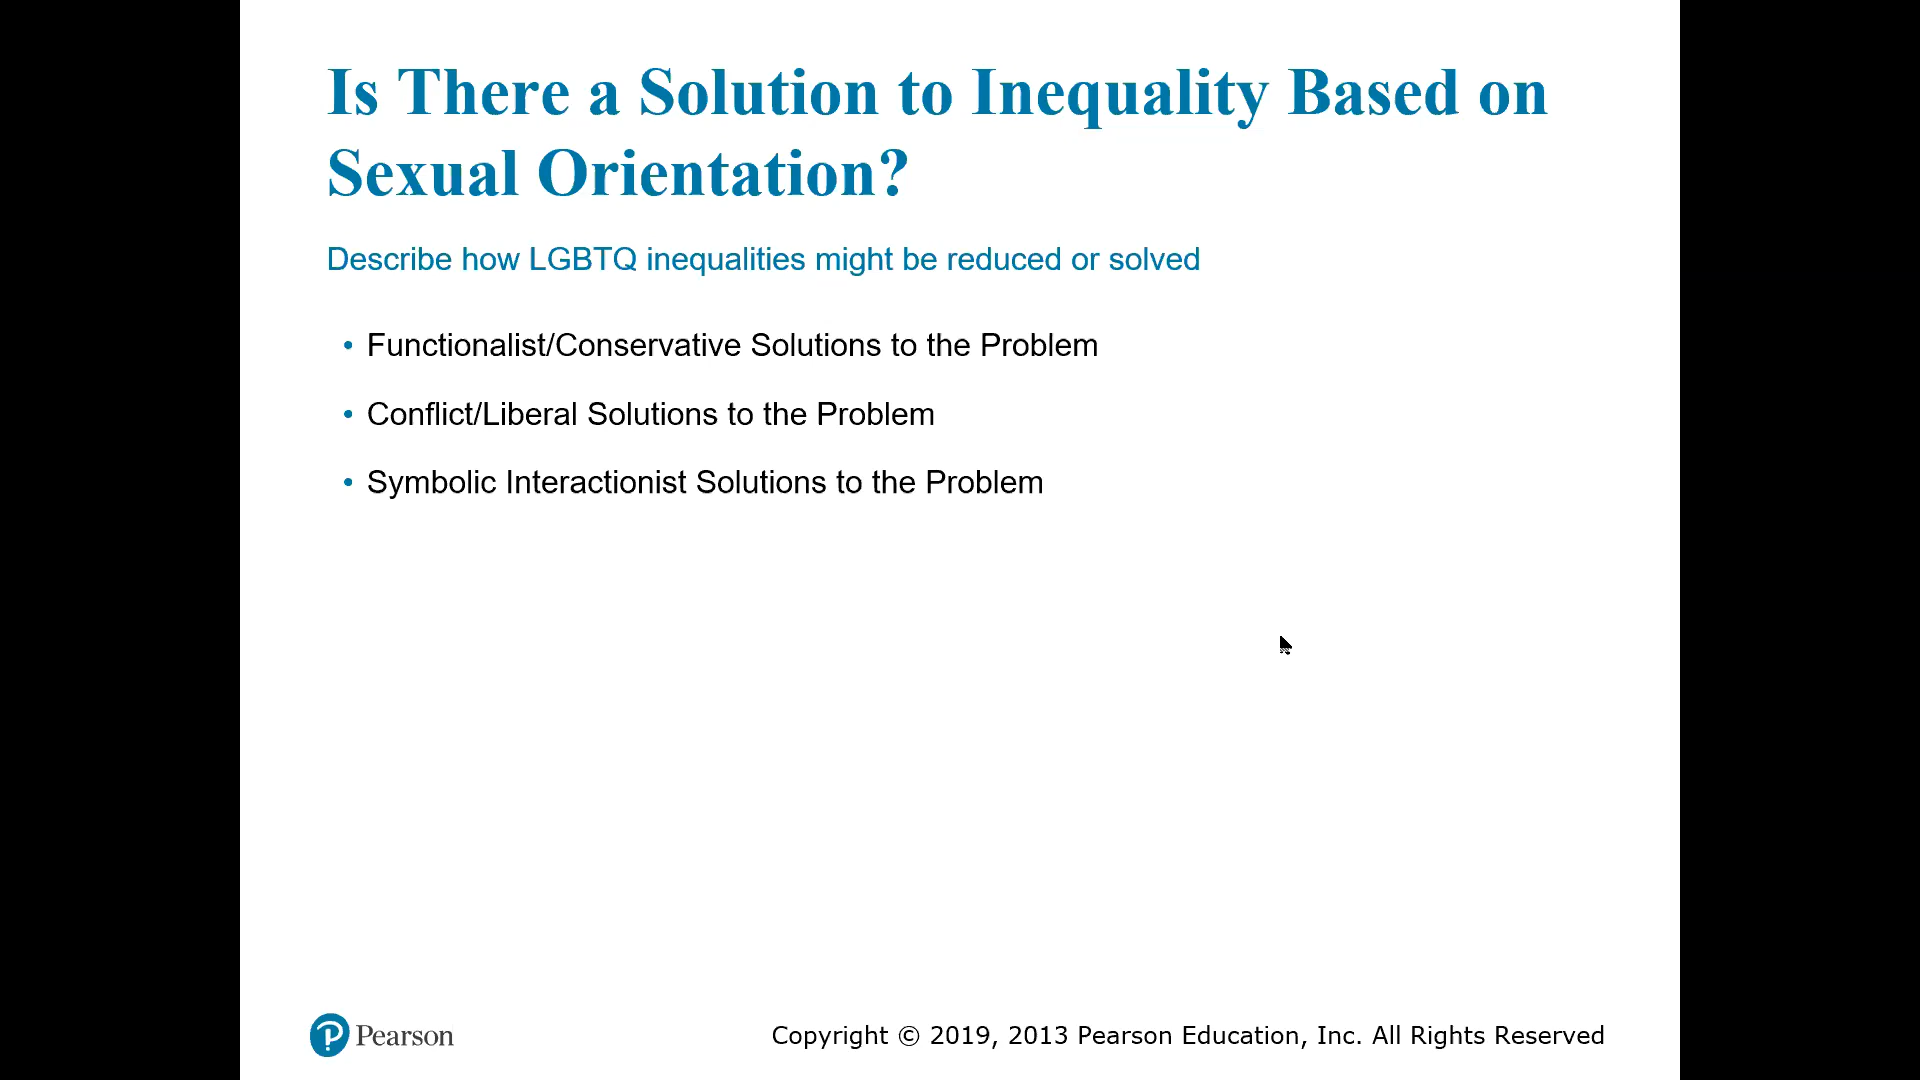 Is There a Solution to Inequality Based on
Sexual Orientation?
Describe how LGBTQ inequalities might be reduced or solved
• Functionalist/Conservative Solutions to the Problem
• Conflict/Liberal Solutions to the Problem
• Symbolic Interactionist Solutions to the Problem
Pearson
Copyright © 2019, 2013 Pearson Education, Inc. All Rights Reserved